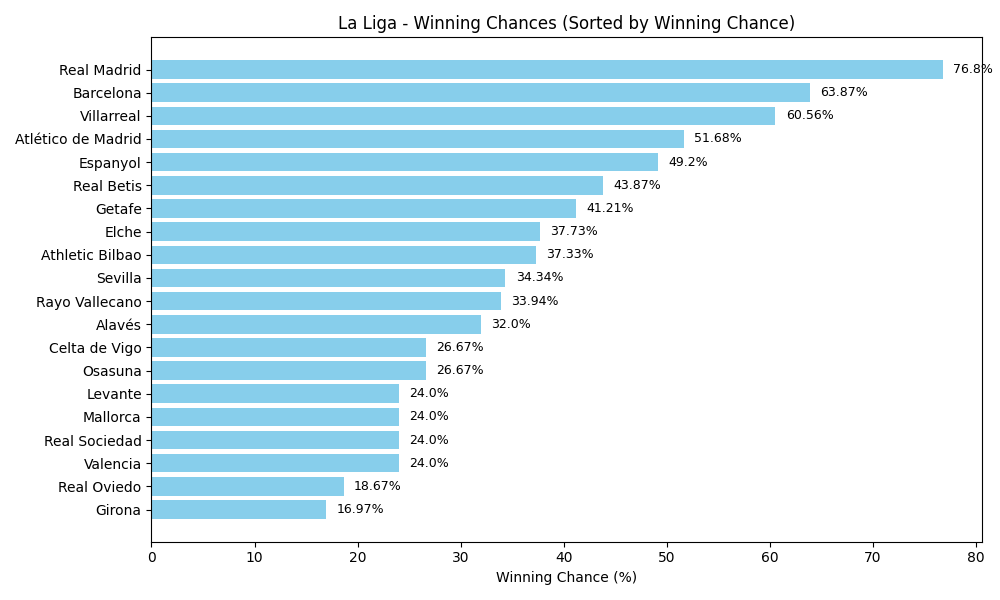 La Liga - Winning Chances (Sorted by Winning Chance)
Real Madrid 76.8%
Barcelona 63.87%
Villarreal 60.56%
Atlético de Madrid 51.68%
Espanyol 49.2%
Real Betis 43.87%
Getafe 41.21%
Elche 37.73%
Athletic Bilbao 37.33%
Sevilla 34.34%
Rayo Vallecano 33.94%
Alavés 32.0%
Celta de Vigo 26.67%
Osasuna 26.67%
Levante 24.0%
Mallorca 24.0%
Real Sociedad 24.0%
Valencia 24.0%
Real Oviedo 18.67%
Girona 16.97%
0 10 20 30 40 50 60 70 80
Winning Chance (%)